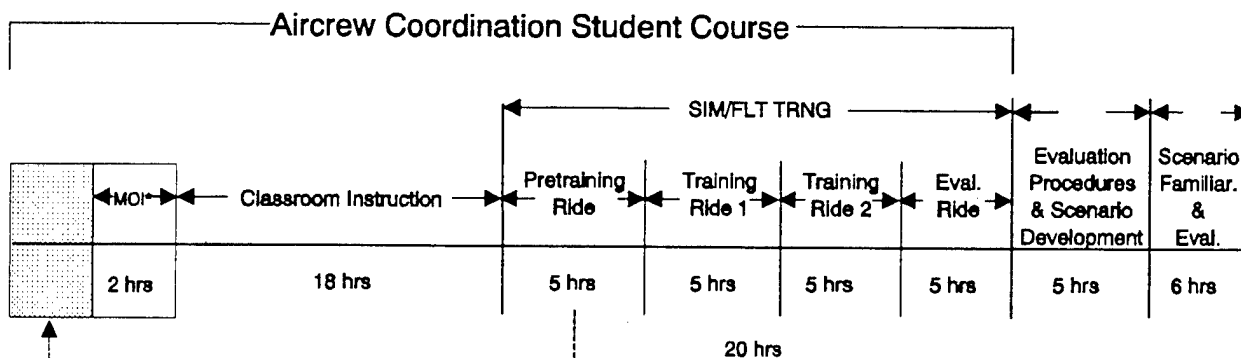 Aircrew Coordination Student Course
SIM/FLT TRNG
MOI*
Classroom Instruction
Pretraining
Ride
Training
Ride 1
Training
Ride 2
Eval.
Ride
Evaluation
Procedures
& Scenario
Development
Scenario
Familiar.
&
Eval.
2 hrs
18 hrs
5 hrs
5 hrs
5 hrs
5 hrs
5 hrs
6 hrs
20 hrs